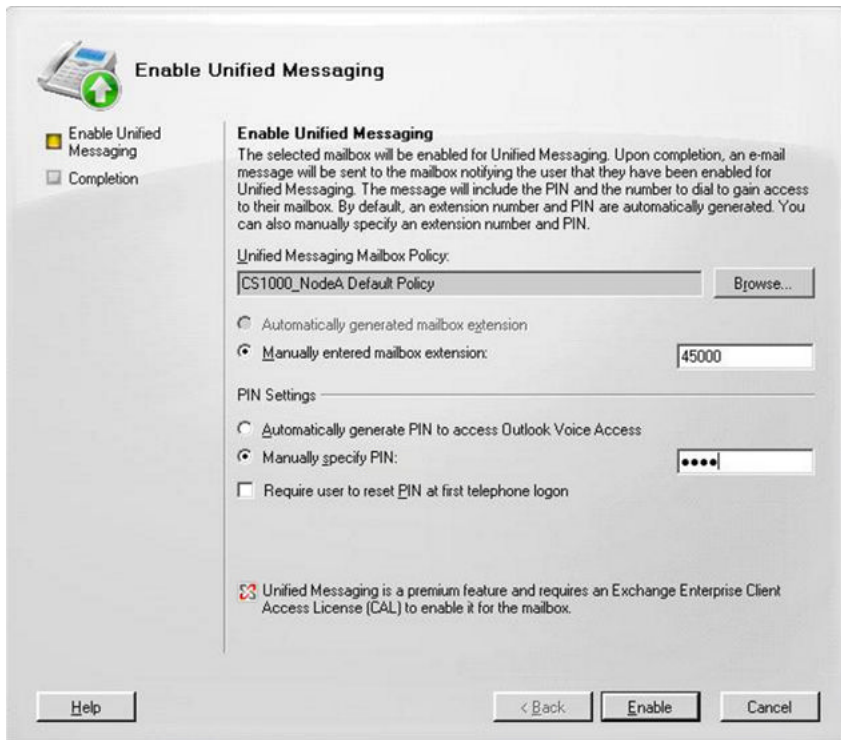 Enable Unified Messaging
Enable Unified
Messaging
Completion
Enable Unified Messaging
The selected mailbox will be enabled for Unified Messaging. Upon completion, an e-mail
message will be sent to the mailbox notifying the user that they have been enabled for
Unified Messaging. The message will include the PIN and the number to dial to gain access
to their mailbox. By default, an extension number and PIN are automatically generated. You
can also manually specify an extension number and PIN.
Unified Messaging Mailbox Policy:
CS1000_NodeA Default Policy
Browse...
Automatically generated mailbox extension
Manually entered mailbox extension:
45000
PIN Settings
Automatically generate PIN to access Outlook Voice Access
Manually specify PIN:
••••
Require user to reset PIN at first telephone logon
Unified Messaging is a premium feature and requires an Exchange Enterprise Client
Access License (CAL) to enable it for the mailbox.
Help
< Back
Enable
Cancel